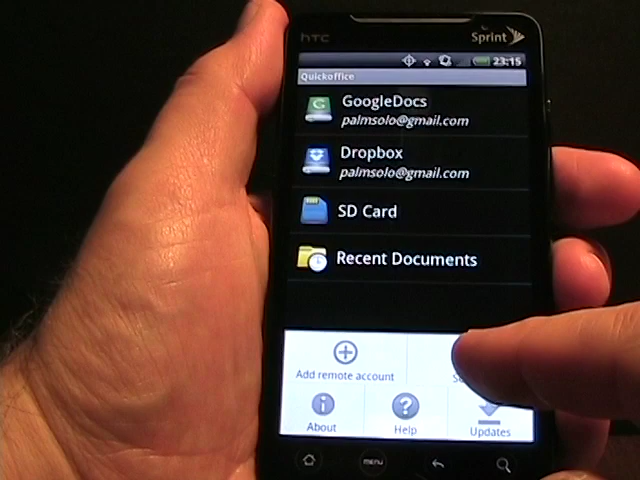 hTC
Sprint
23:15
Quickoffice
GoogleDocs
palmsolo@gmail.com
Dropbox
palmsolo@gmail.com
SD Card
Recent Documents
Add remote account
About
Help
Updates
MENU